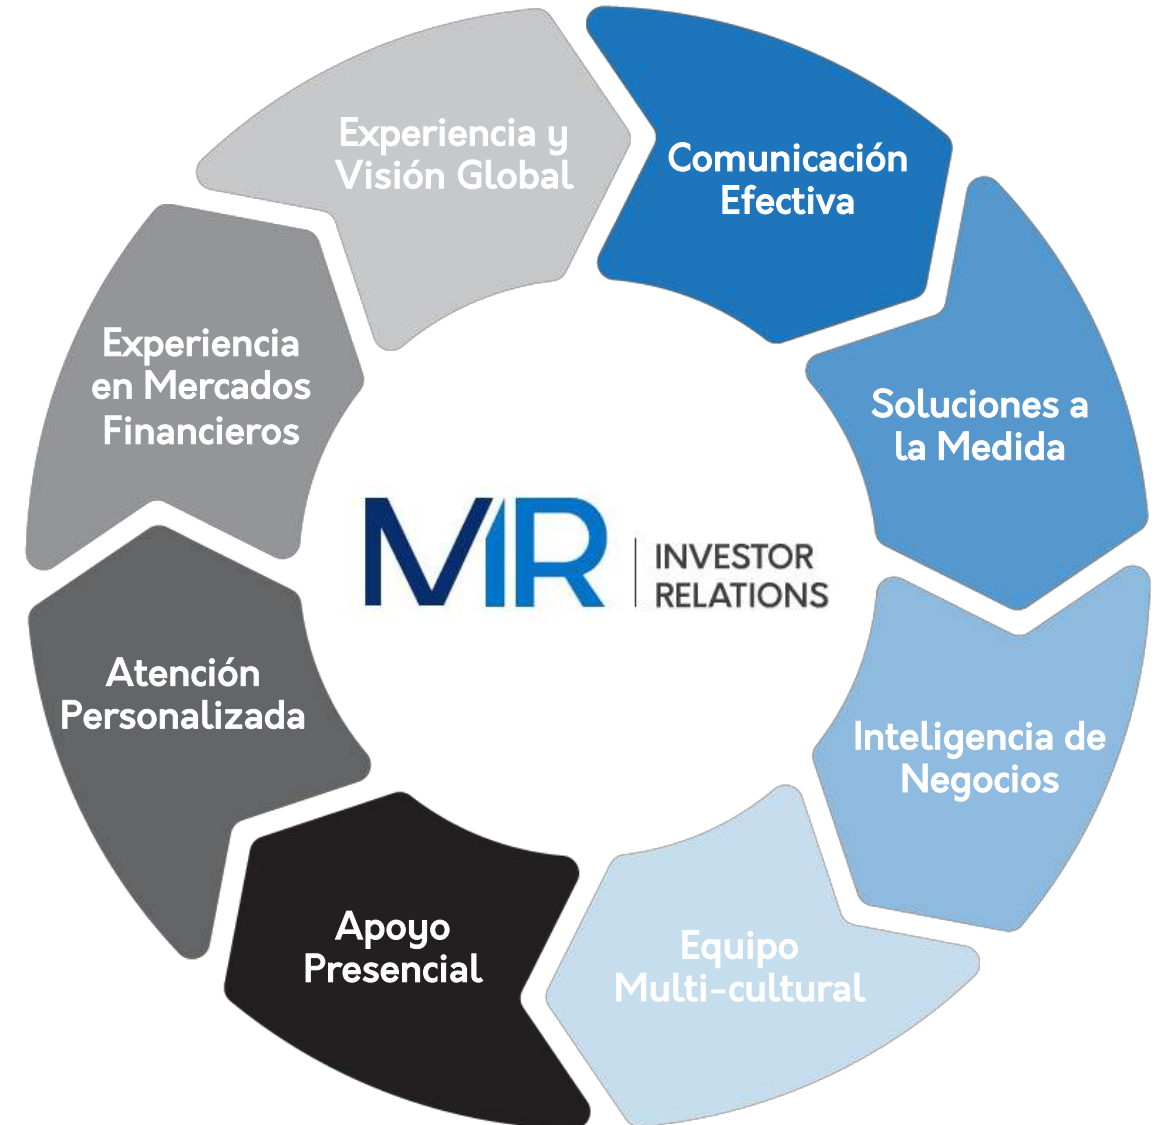 Experiencia y
Visión Global
Comunicación
Efectiva
Soluciones a
la Medida
Inteligencia de
Negocios
Equipo
Multi-cultural
Apoyo
Presencial
Atención
Personalizada
Experiencia
en Mercados
Financieros
MIR
INVESTOR
RELATIONS